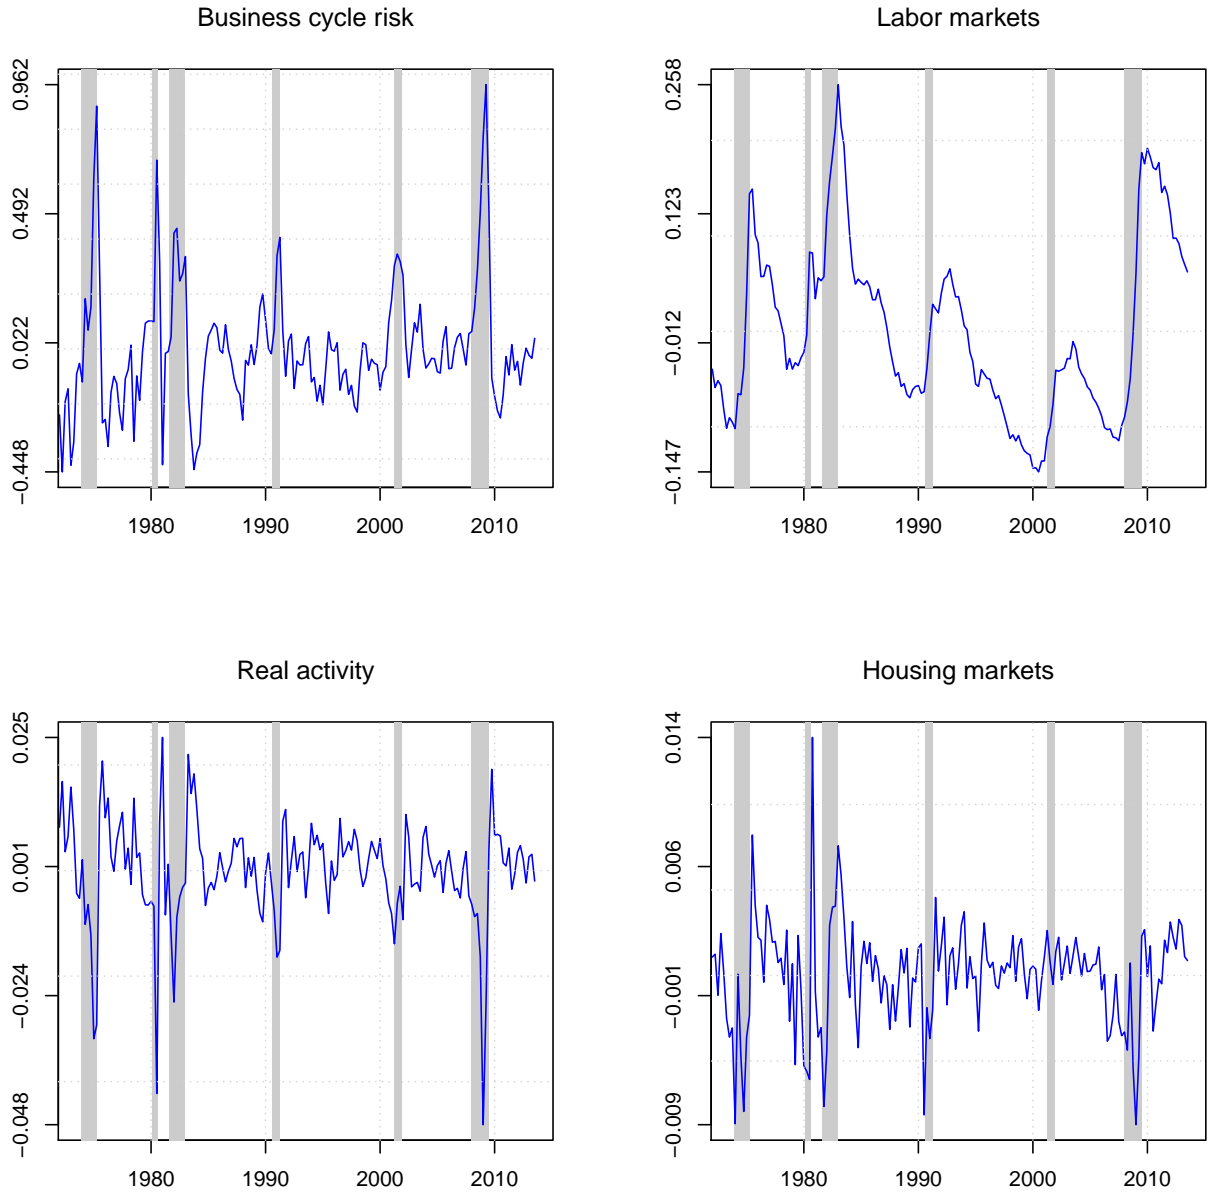 Business cycle risk
0.962
0.492
0.022
−0.448
1980 1990 2000 2010
Labor markets
0.258
0.123
−0.012
−0.147
1980 1990 2000 2010
Real activity
0.025
0.001
−0.024
−0.048
1980 1990 2000 2010
Housing markets
0.014
0.006
−0.001
−0.009
1980 1990 2000 2010